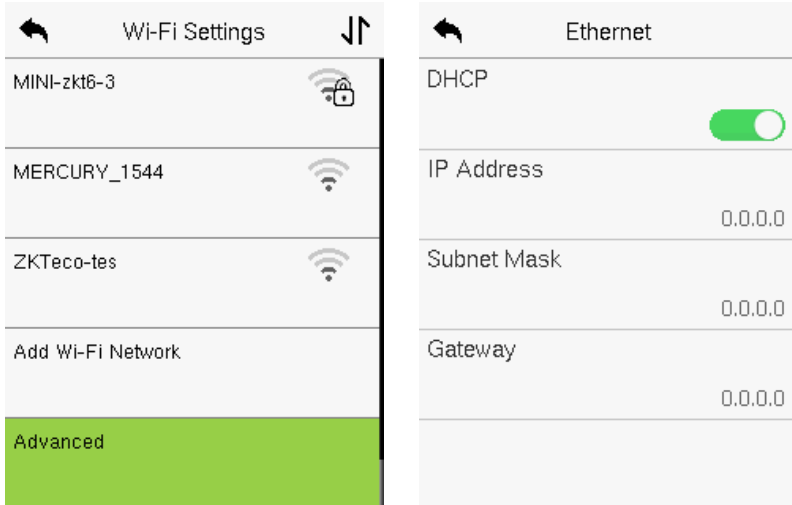 Wi-Fi Settings
MINI-zkt6-3
MERCURY_1544
ZKTeco-tes
Add Wi-Fi Network
Advanced
Ethernet
DHCP
IP Address
0.0.0.0
Subnet Mask
0.0.0.0
Gateway
0.0.0.0